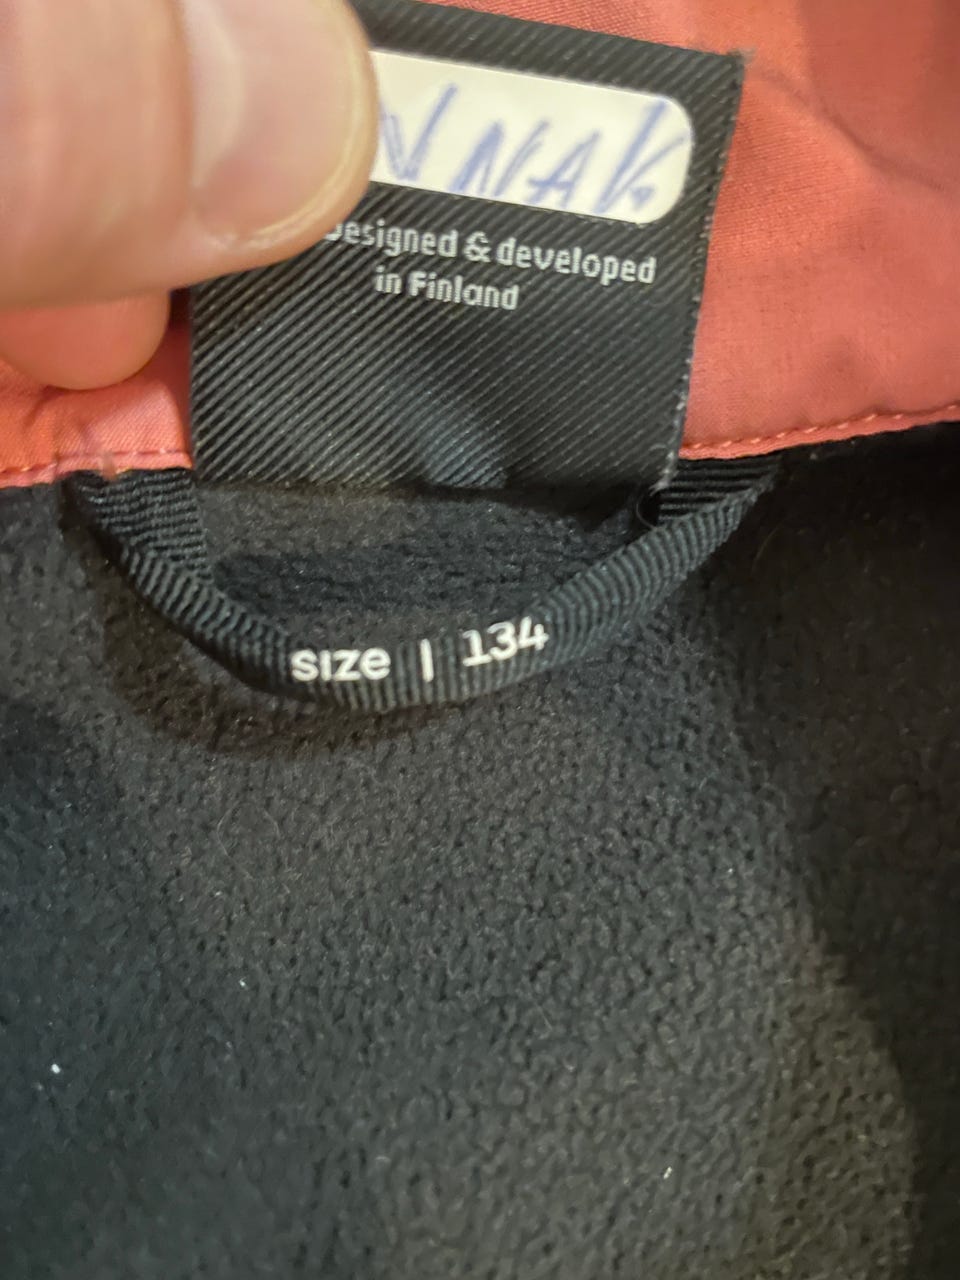 Designed & developed
in Finland
size | 134